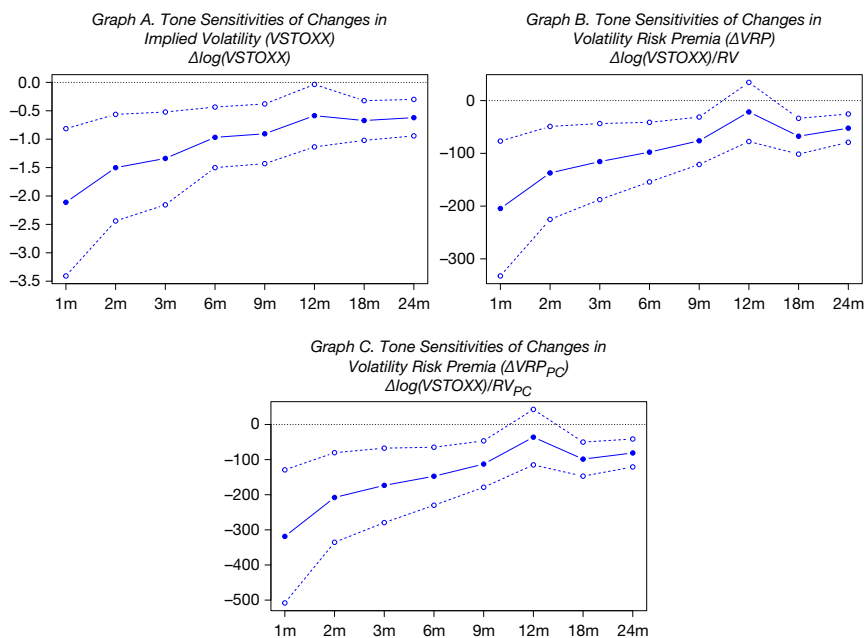 Graph A. Tone Sensitivities of Changes in
Implied Volatility (VSTOXX)
Δlog(VSTOXX)
0.0
−0.5
−1.0
−1.5
−2.0
−2.5
−3.0
−3.5
1m 2m 3m 6m 9m 12m 18m 24m
Graph B. Tone Sensitivities of Changes in
Volatility Risk Premia (ΔVRP)
Δlog(VSTOXX)/RV
0
−100
−200
−300
1m 2m 3m 6m 9m 12m 18m 24m
Graph C. Tone Sensitivities of Changes in
Volatility Risk Premia (ΔVRP_PC)
Δlog(VSTOXX)/RV_PC
0
−100
−200
−300
−400
−500
1m 2m 3m 6m 9m 12m 18m 24m